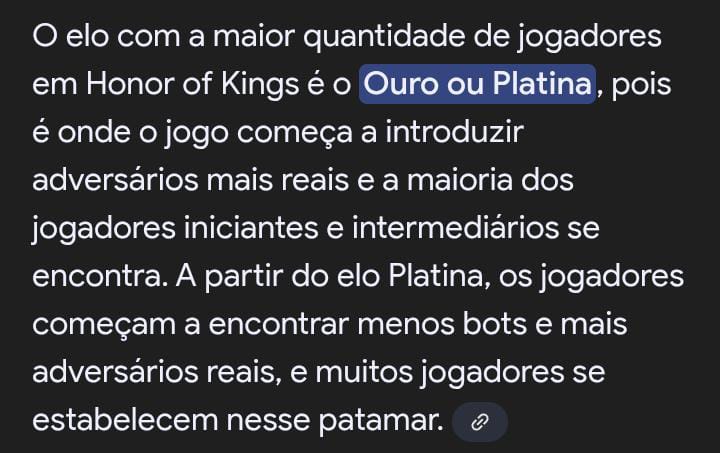 O elo com a maior quantidade de jogadores
em Honor of Kings é o Ouro ou Platina, pois
é onde o jogo começa a introduzir
adversários mais reais e a maioria dos
jogadores iniciantes e intermediários se
encontra. A partir do elo Platina, os jogadores
começam a encontrar menos bots e mais
adversários reais, e muitos jogadores se
estabelecem nesse patamar.